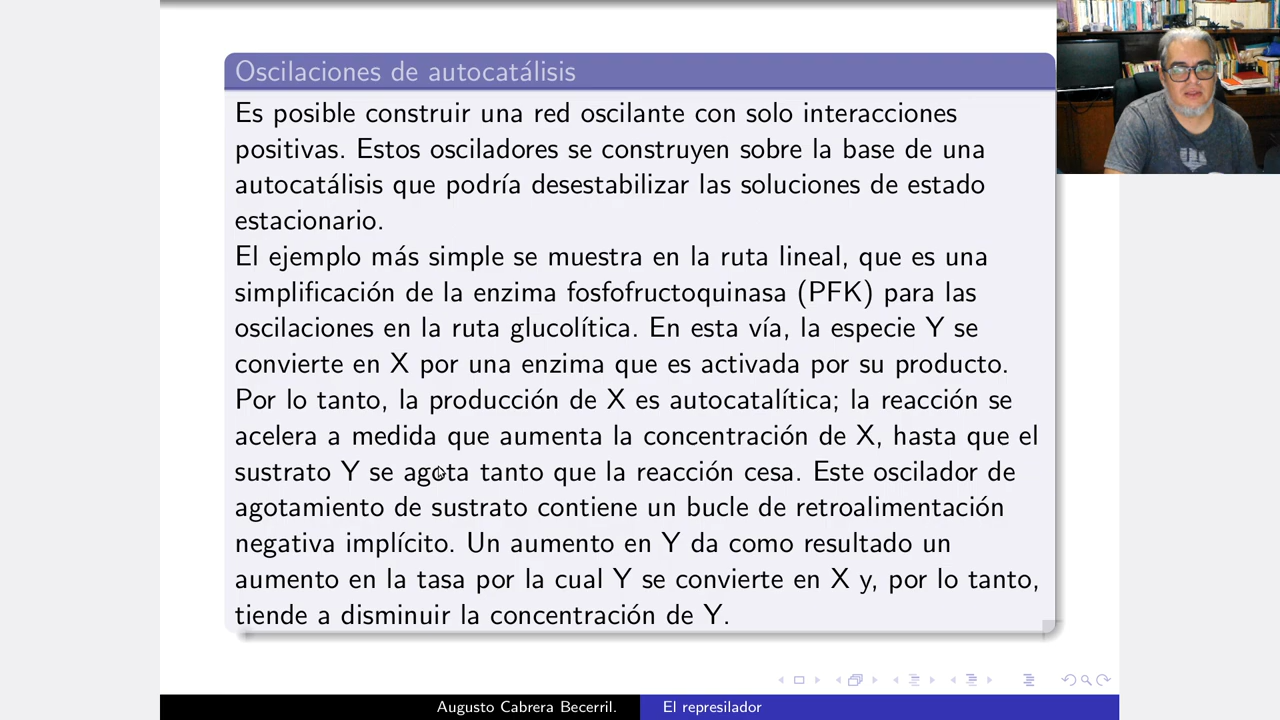 Oscilaciones de autocatálisis
Es posible construir una red oscilante con solo interacciones
positivas. Estos osciladores se construyen sobre la base de una
autocatálisis que podría desestabilizar las soluciones de estado
estacionario.
El ejemplo más simple se muestra en la ruta lineal, que es una
simplificación de la enzima fosfofructoquinasa (PFK) para las
oscilaciones en la ruta glucolítica. En esta vía, la especie Y se
convierte en X por una enzima que es activada por su producto.
Por lo tanto, la producción de X es autocatalítica; la reacción se
acelera a medida que aumenta la concentración de X, hasta que el
sustrato Y se agota tanto que la reacción cesa. Este oscilador de
agotamiento de sustrato contiene un bucle de retroalimentación
negativa implícito. Un aumento en Y da como resultado un
aumento en la tasa por la cual Y se convierte en X y, por lo tanto,
tiende a disminuir la concentración de Y.
Augusto Cabrera Becerril.
El represilador